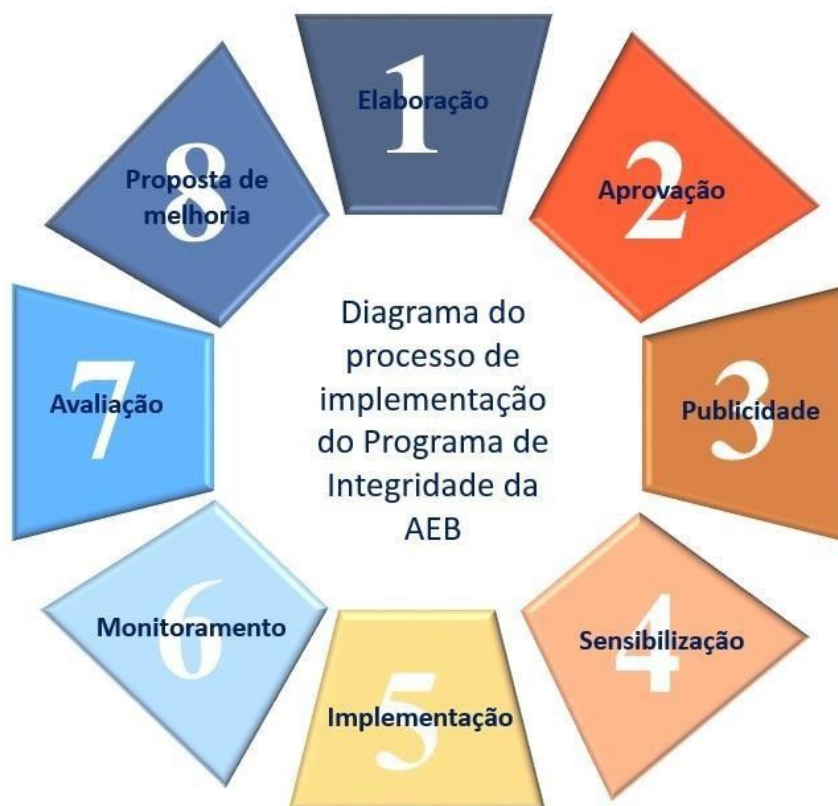 1
Elaboração
2
Aprovação
3
Publicidade
4
Sensibilização
5
Implementação
6
Monitoramento
7
Avaliação
8
Proposta de
melhoria
Diagrama do
processo de
implementação
do Programa de
Integridade da
AEB